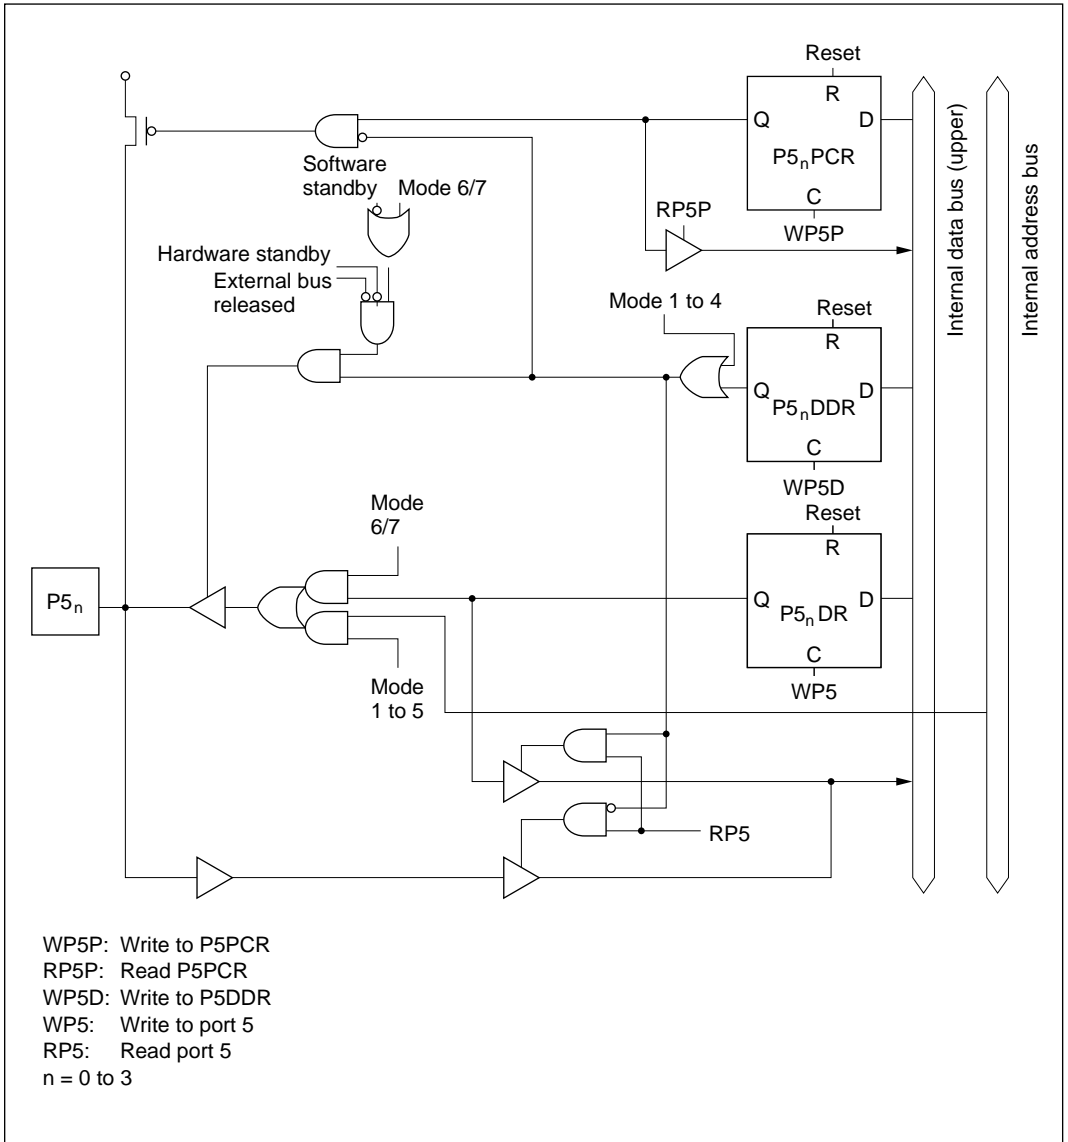 Reset
R
Q
D
P5nPCR
C
WP5P
Software
standby
Mode 6/7
RP5P
Hardware standby
External bus
released
Mode 1 to 4
Reset
R
Q
D
P5nDDR
C
WP5D
Internal data bus (upper)
Internal address bus
Mode
6/7
Reset
R
P5n
Q
D
P5n DR
C
WP5
Mode
1 to 5
RP5
WP5P: Write to P5PCR
RP5P: Read P5PCR
WP5D: Write to P5DDR
WP5: Write to port 5
RP5: Read port 5
n = 0 to 3